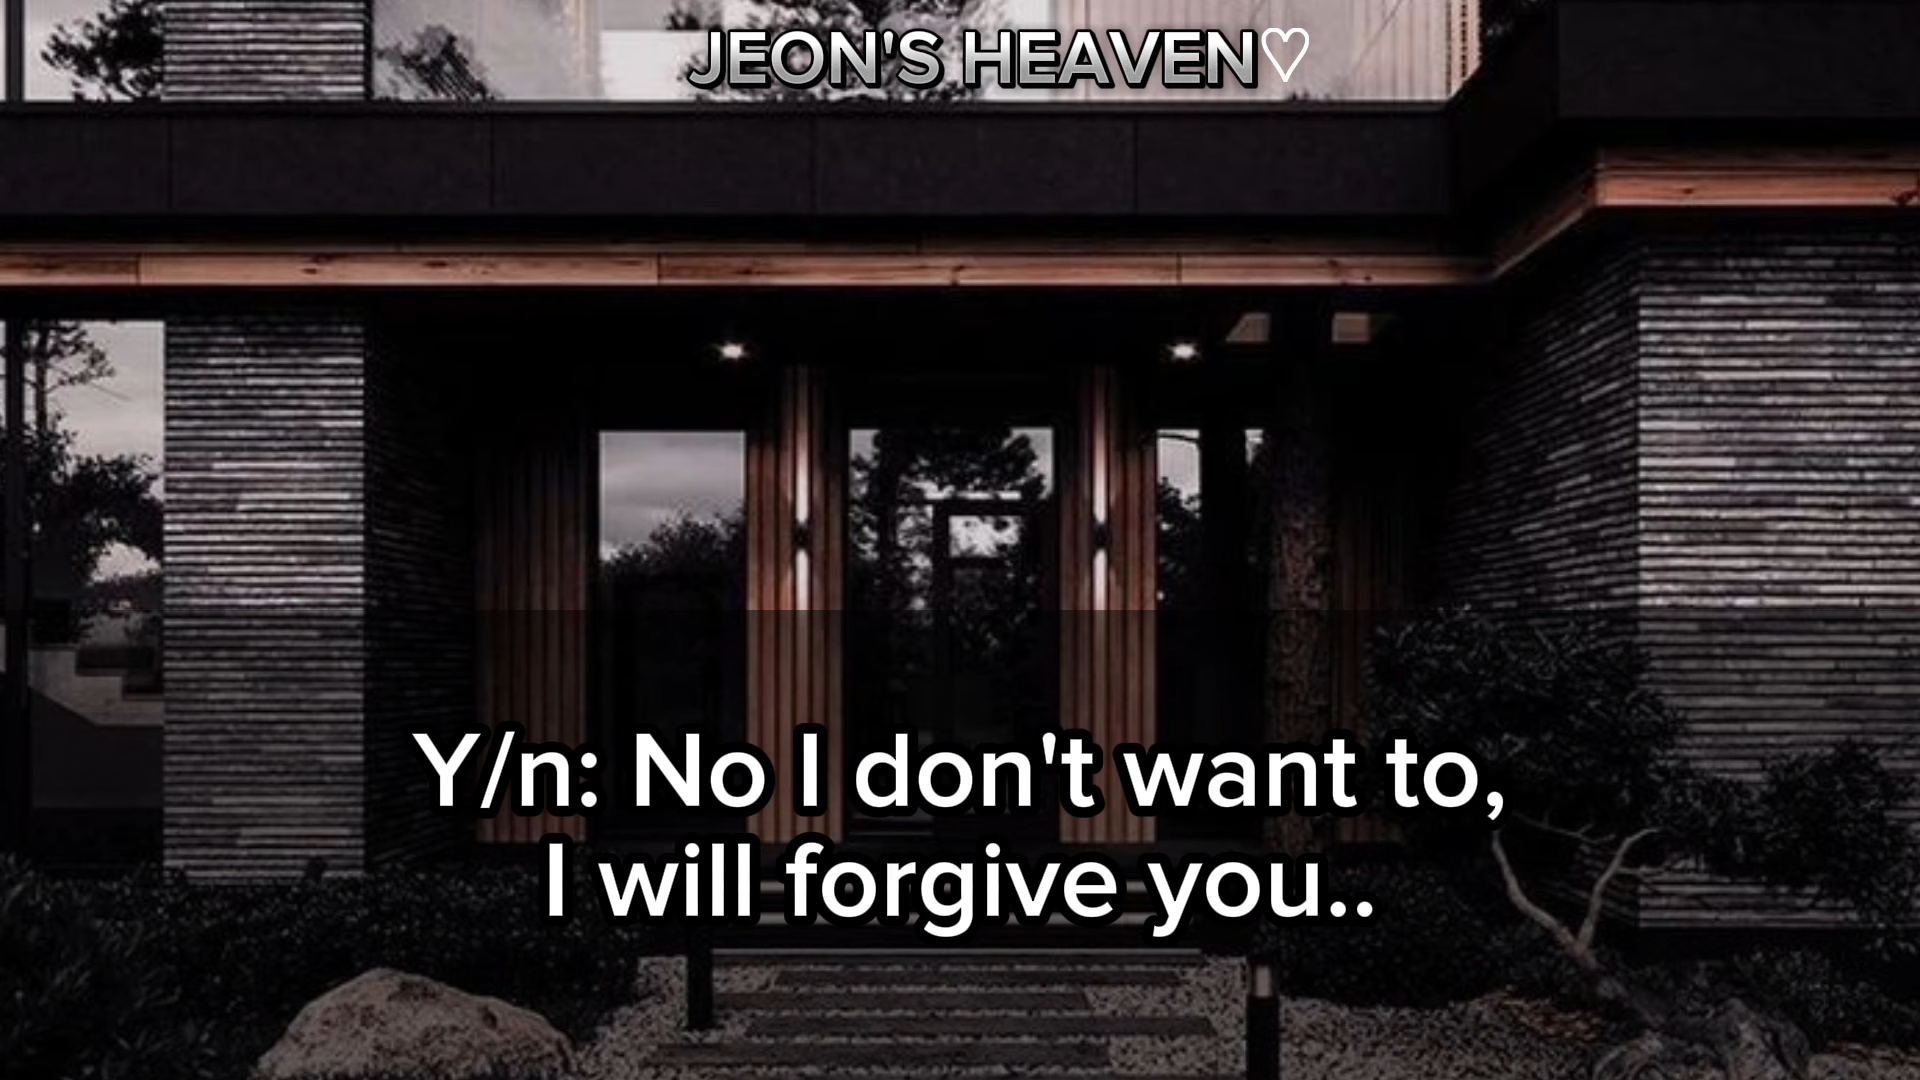 JEON'S HEAVEN♡
Y/n: No I don't want to,
I will forgive you..